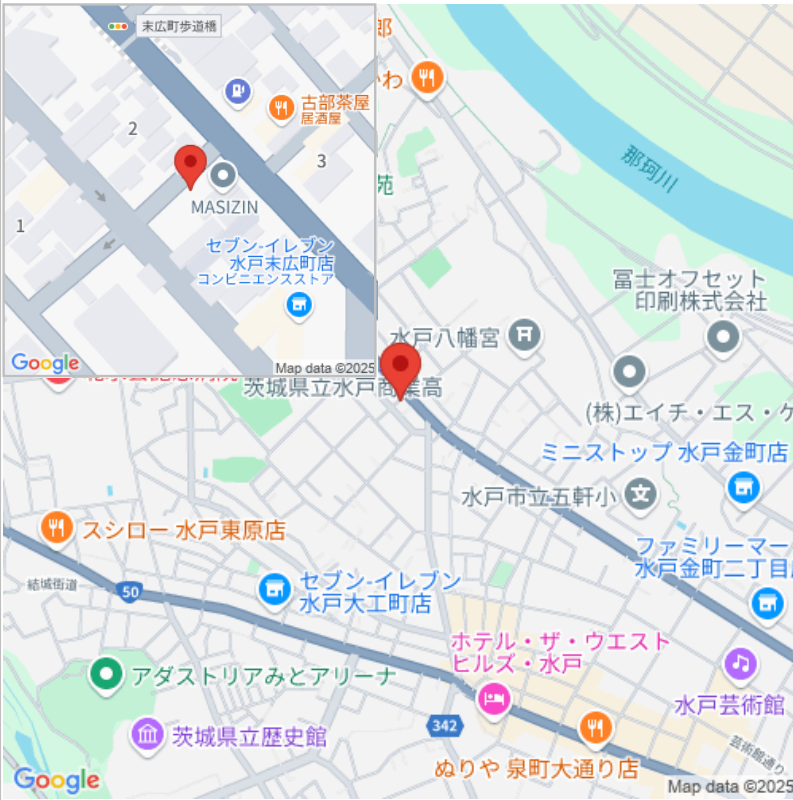 末広町歩道橋
古部茶屋
居酒屋
2
3
MASIZIN
1
セブン-イレブン
水戸末広町店
コンビニエンスストア
Google
Map data ©2025
郎
わ
苑
那珂川
冨士オフセット
印刷株式会社
水戸八幡宮
茨城県立水戸商業高
(株)エイチ・エス・ケ
ミニストップ 水戸金町店
水戸市立五軒小
スシロー 水戸東原店
ファミリーマー
水戸金町二丁目
結城街道
50
セブン-イレブン
水戸大工町店
ホテル・ザ・ウエスト
ヒルズ・水戸
アダストリアみとアリーナ
水戸芸術館
342
茨城県立歴史館
芸術館通り
ぬりや 泉町大通り店
Google
Map data ©2025